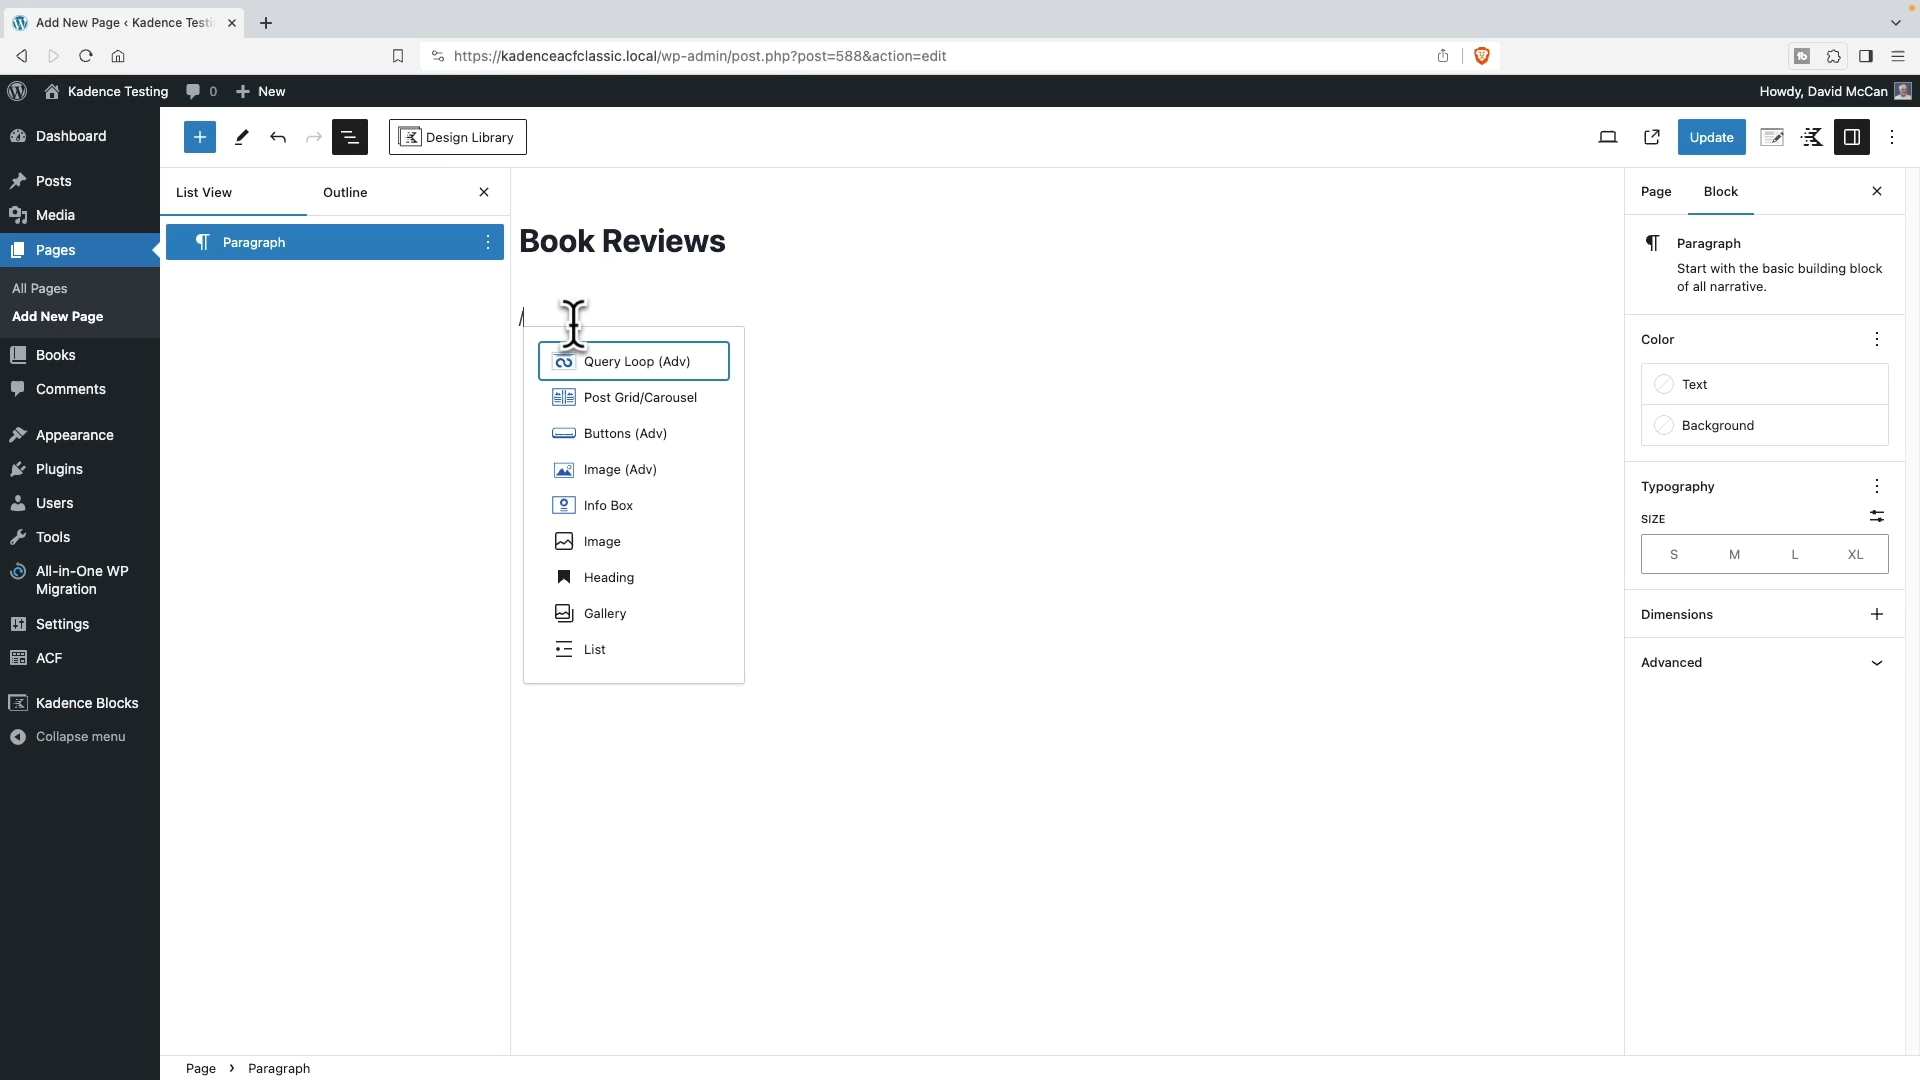 Add New Page ‹ Kadence Testi
https://kadenceacfclassic.local/wp-admin/post.php?post=588&action=edit
Kadence Testing
0
New
Howdy, David McCan
Dashboard
Posts
Media
Pages
All Pages
Add New Page
Books
Comments
Appearance
Plugins
Users
Tools
All-in-One WP
Migration
Settings
ACF
Kadence Blocks
Collapse menu
Design Library
Update
List View
Outline
Paragraph
Book Reviews
/
Query Loop (Adv)
Post Grid/Carousel
Buttons (Adv)
Image (Adv)
Info Box
Image
Heading
Gallery
List
Page
Block
Paragraph
Start with the basic building block
of all narrative.
Color
Text
Background
Typography
SIZE
S
M
L
XL
Dimensions
Advanced
Page › Paragraph